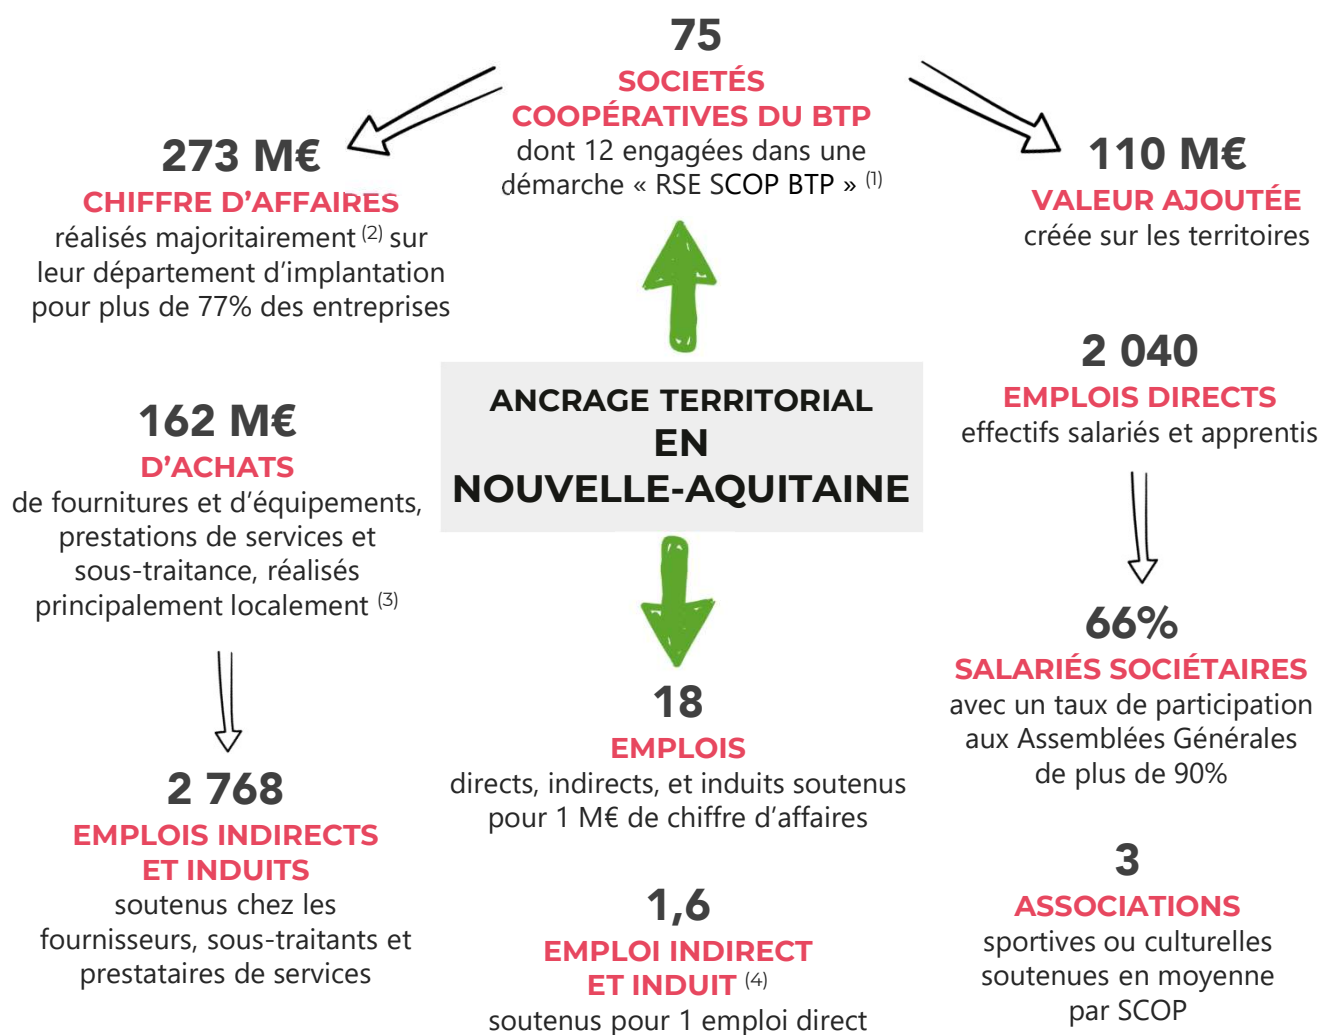 75
SOCIETÉS
COOPÉRATIVES DU BTP
dont 12 engagées dans une
démarche « RSE SCOP BTP » (1)
273 M€
CHIFFRE D'AFFAIRES
réalisés majoritairement (2) sur
leur département d'implantation
pour plus de 77% des entreprises
110 M€
VALEUR AJOUTÉE
créée sur les territoires
162 M€
D'ACHATS
de fournitures et d'équipements,
prestations de services et
sous-traitance, réalisés
principalement localement (3)
ANCRAGE TERRITORIAL
EN
NOUVELLE-AQUITAINE
2 040
EMPLOIS DIRECTS
effectifs salariés et apprentis
66%
SALARIÉS SOCIÉTAIRES
avec un taux de participation
aux Assemblées Générales
de plus de 90%
2 768
EMPLOIS INDIRECTS
ET INDUITS
soutenus chez les
fournisseurs, sous-traitants et
prestataires de services
18
EMPLOIS
directs, indirects, et induits soutenus
pour 1 M€ de chiffre d'affaires
1,6
EMPLOI INDIRECT
ET INDUIT (4)
soutenus pour 1 emploi direct
3
ASSOCIATIONS
sportives ou culturelles
soutenues en moyenne
par SCOP